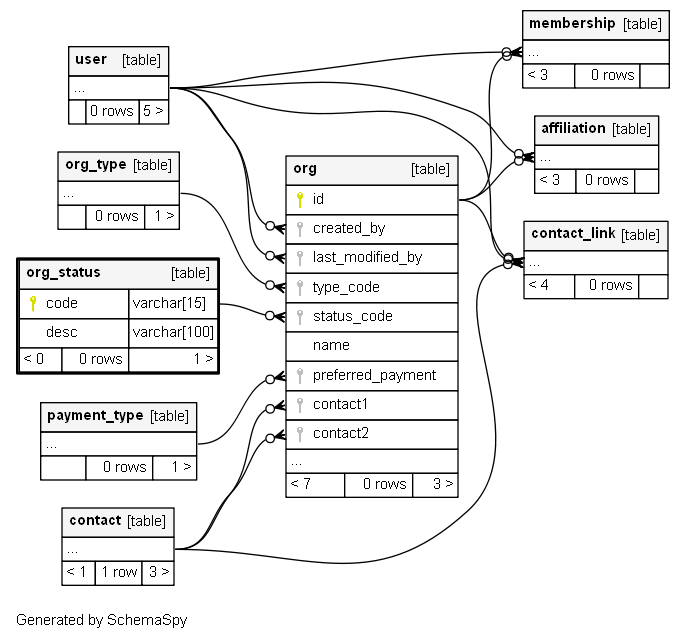 user [table]
...
0 rows 5 >
org_type [table]
...
0 rows 1 >
org_status [table]
code varchar[15]
desc varchar[100]
< 0 0 rows 1 >
payment_type [table]
...
0 rows 1 >
contact [table]
...
< 1 1 row 3 >
org [table]
id
created_by
last_modified_by
type_code
status_code
name
preferred_payment
contact1
contact2
...
< 7 0 rows 3 >
membership [table]
...
< 3 0 rows
affiliation [table]
...
< 3 0 rows
contact_link [table]
...
< 4 0 rows
Generated by SchemaSpy